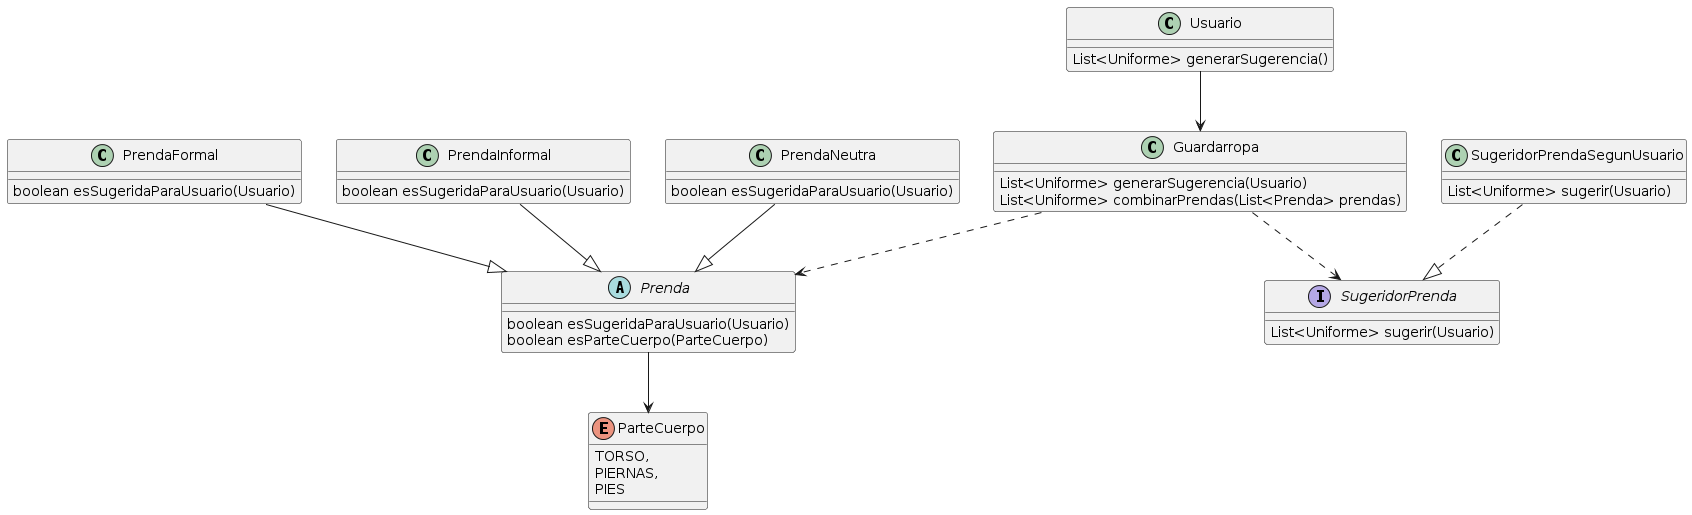 C Usuario
List<Uniforme> generarSugerencia()
C PrendaFormal
boolean esSugeridaParaUsuario(Usuario)
C PrendaInformal
boolean esSugeridaParaUsuario(Usuario)
C PrendaNeutra
boolean esSugeridaParaUsuario(Usuario)
C Guardarropa
List<Uniforme> generarSugerencia(Usuario)
List<Uniforme> combinarPrendas(List<Prenda> prendas)
C SugeridorPrendaSegunUsuario
List<Uniforme> sugerir(Usuario)
A Prenda
boolean esSugeridaParaUsuario(Usuario)
boolean esParteCuerpo(ParteCuerpo)
I SugeridorPrenda
List<Uniforme> sugerir(Usuario)
E ParteCuerpo
TORSO,
PIERNAS,
PIES